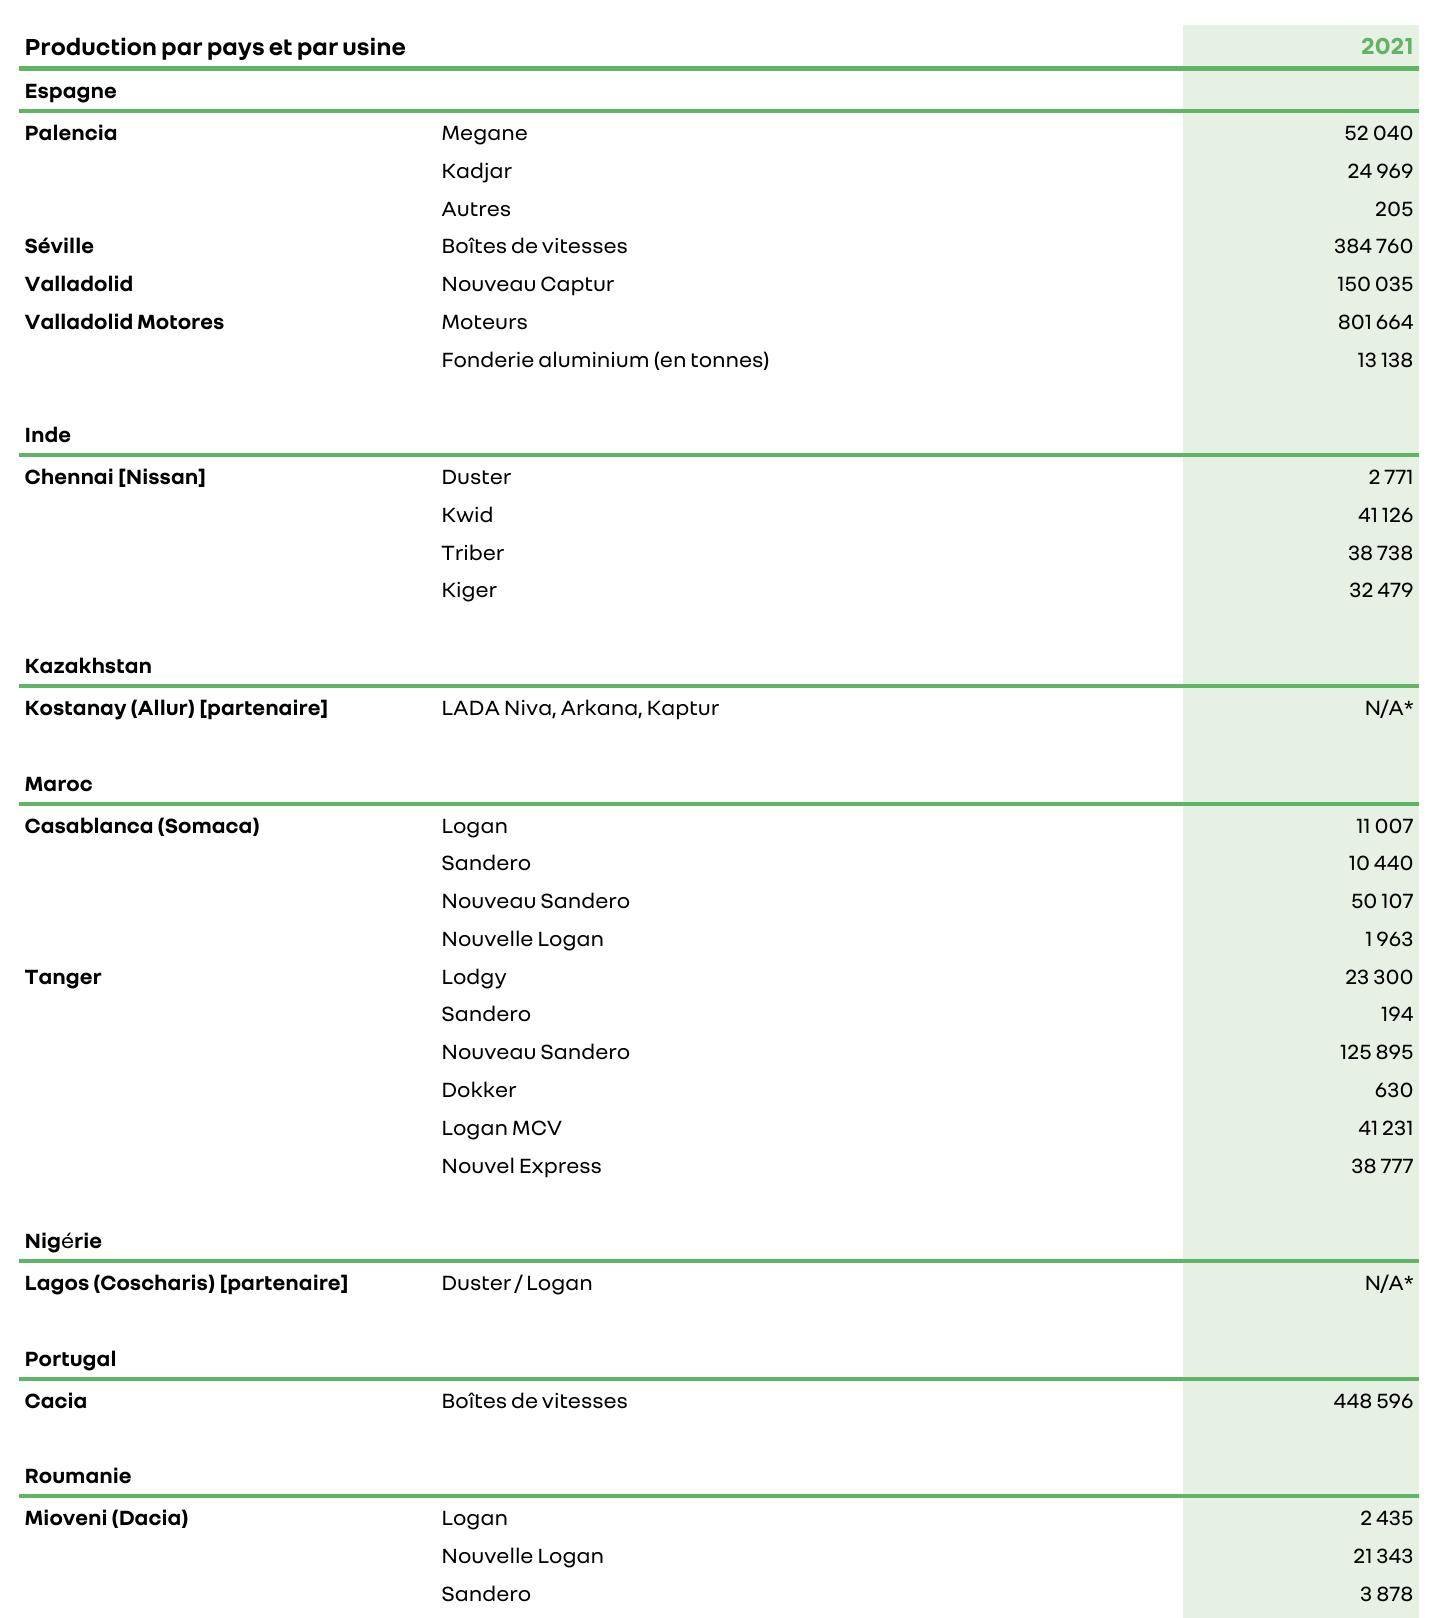 Production par pays et par usine 2021
Espagne
Palencia Megane 52 040
Kadjar 24 969
Autres 205
Séville Boîtes de vitesses 384 760
Valladolid Nouveau Captur 150 035
Valladolid Motores Moteurs 801 664
Fonderie aluminium (en tonnes) 13 138
Inde
Chennai [Nissan] Duster 2 771
Kwid 41 126
Triber 38 738
Kiger 32 479
Kazakhstan
Kostanay (Allur) [partenaire] LADA Niva, Arkana, Kaptur N/A*
Maroc
Casablanca (Somaca) Logan 11 007
Sandero 10 440
Nouveau Sandero 50 107
Nouvelle Logan 1 963
Tanger Lodgy 23 300
Sandero 194
Nouveau Sandero 125 895
Dokker 630
Logan MCV 41 231
Nouvel Express 38 777
Nigérie
Lagos (Coscharis) [partenaire] Duster / Logan N/A*
Portugal
Cacia Boîtes de vitesses 448 596
Roumanie
Mioveni (Dacia) Logan 2 435
Nouvelle Logan 21 343
Sandero 3 878